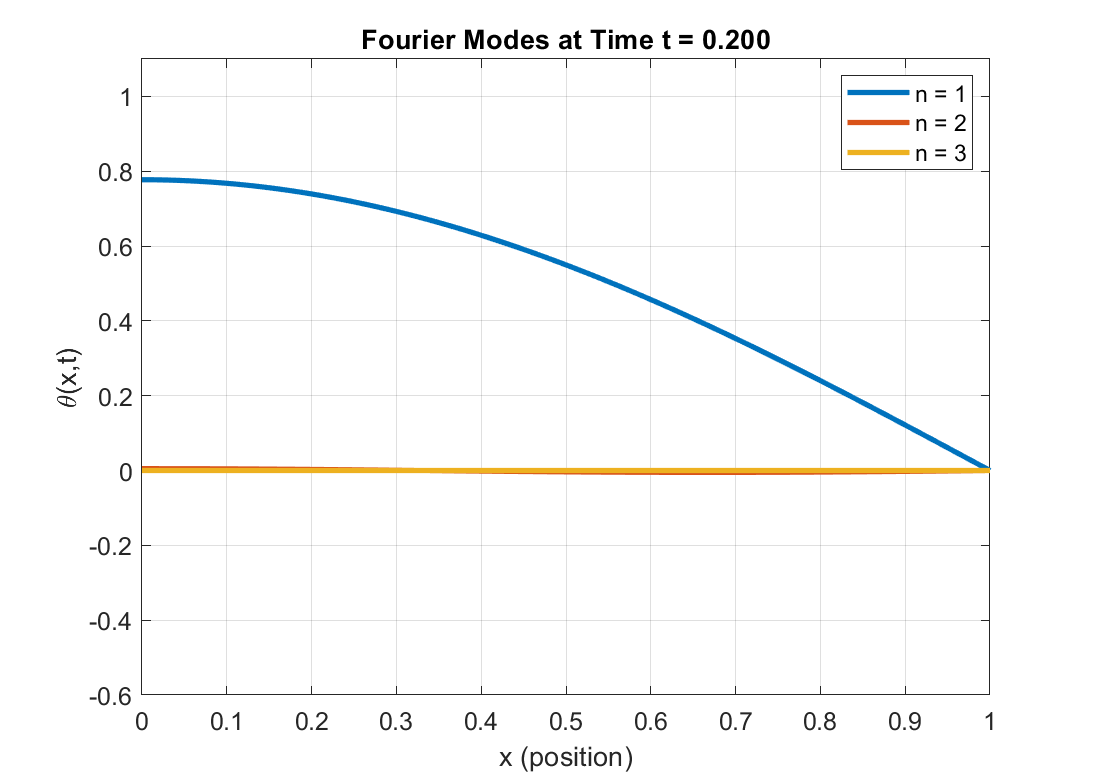 Fourier Modes at Time t = 0.200
n = 1
n = 2
n = 3
1
0.8
0.6
0.4
0.2
0
-0.2
-0.4
-0.6
θ(x,t)
0 0.1 0.2 0.3 0.4 0.5 0.6 0.7 0.8 0.9 1
x (position)